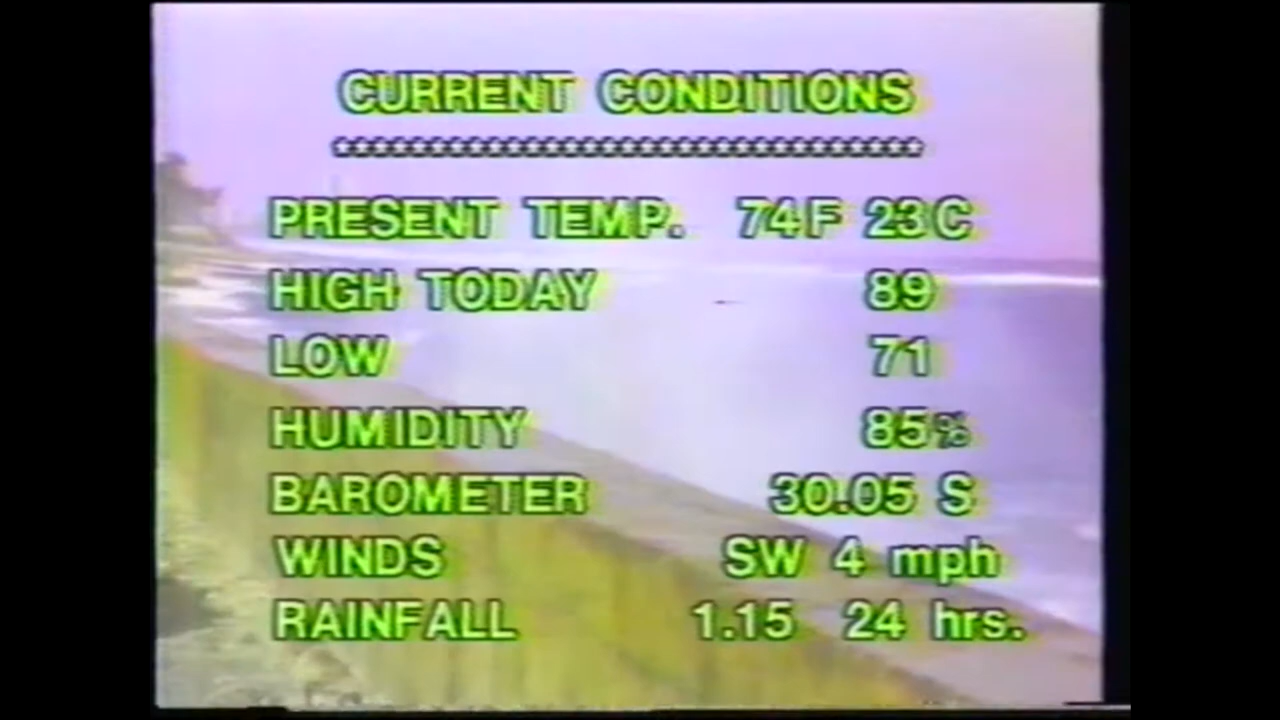 CURRENT CONDITIONS
*******************************
PRESENT TEMP. 74F 23C
HIGH TODAY 89
LOW 71
HUMIDITY 85%
BAROMETER 30.05 S
WINDS SW 4 mph
RAINFALL 1.15 24 hrs.